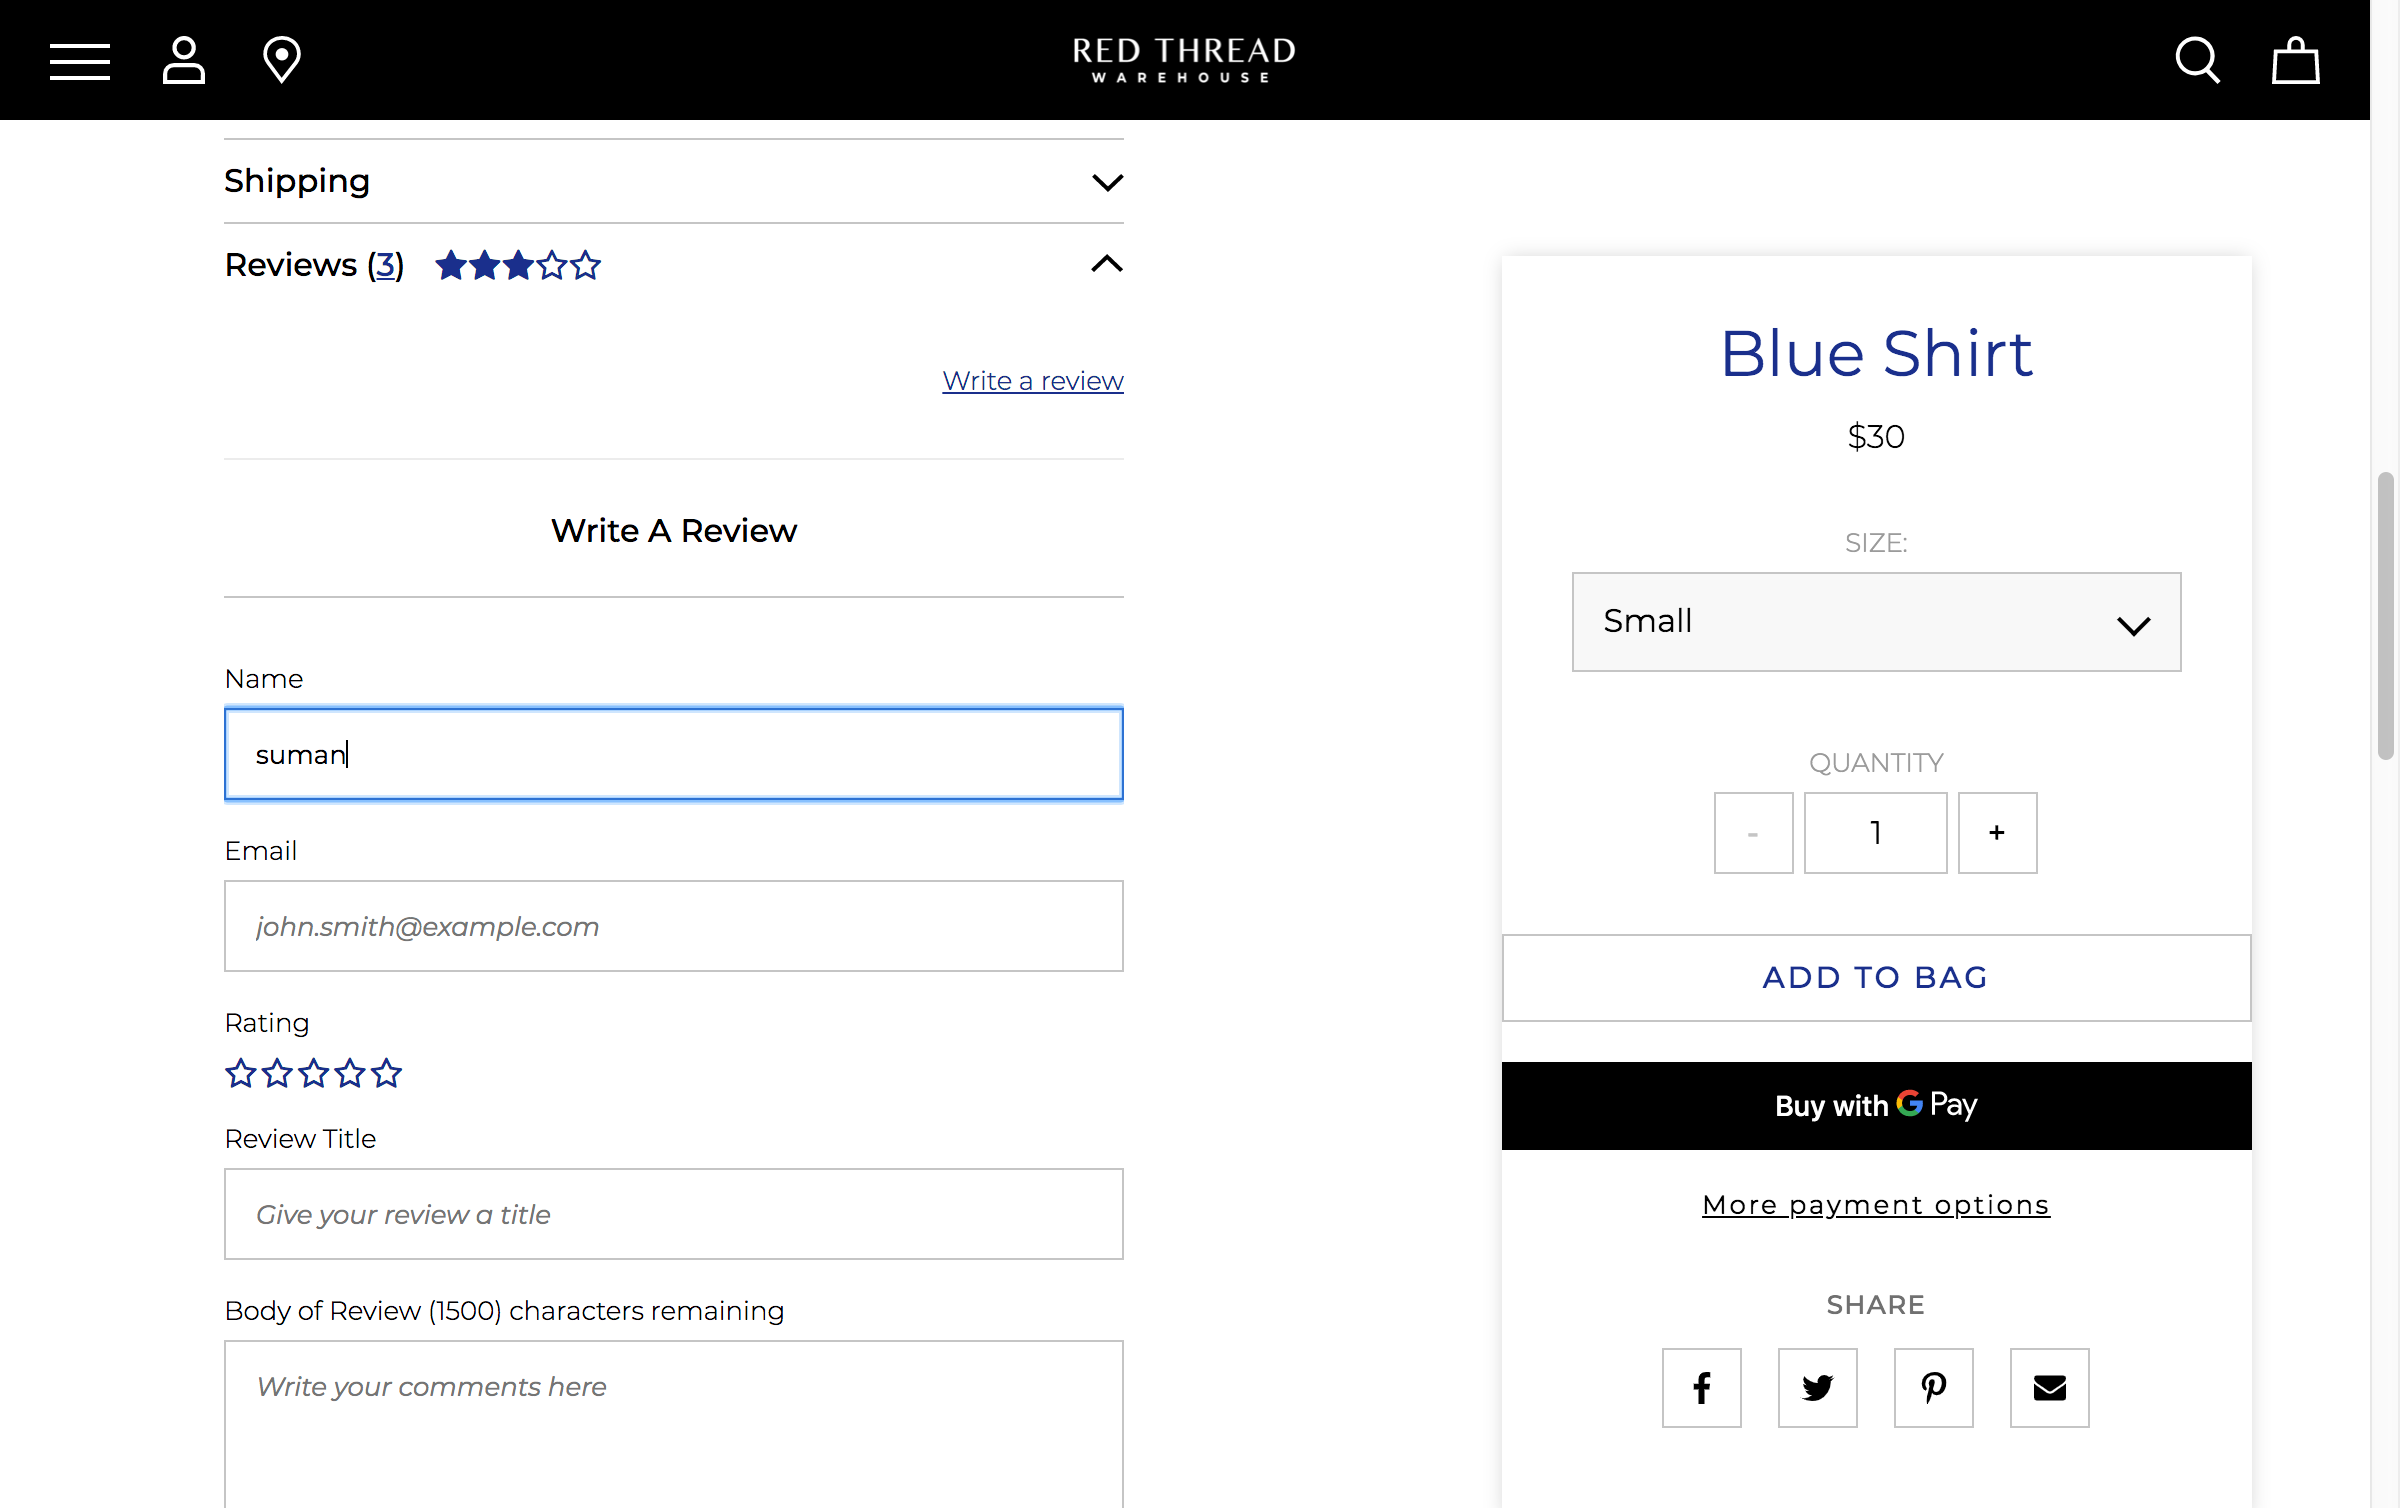 RED THREAD
WAREHOUSE
Shipping
Reviews (3)
Write a review
Write A Review
Name
suman
Email
john.smith@example.com
Rating
Review Title
Give your review a title
Body of Review (1500) characters remaining
Write your comments here
Blue Shirt
$30
SIZE:
Small
QUANTITY
- 1 +
ADD TO BAG
Buy with G Pay
More payment options
SHARE